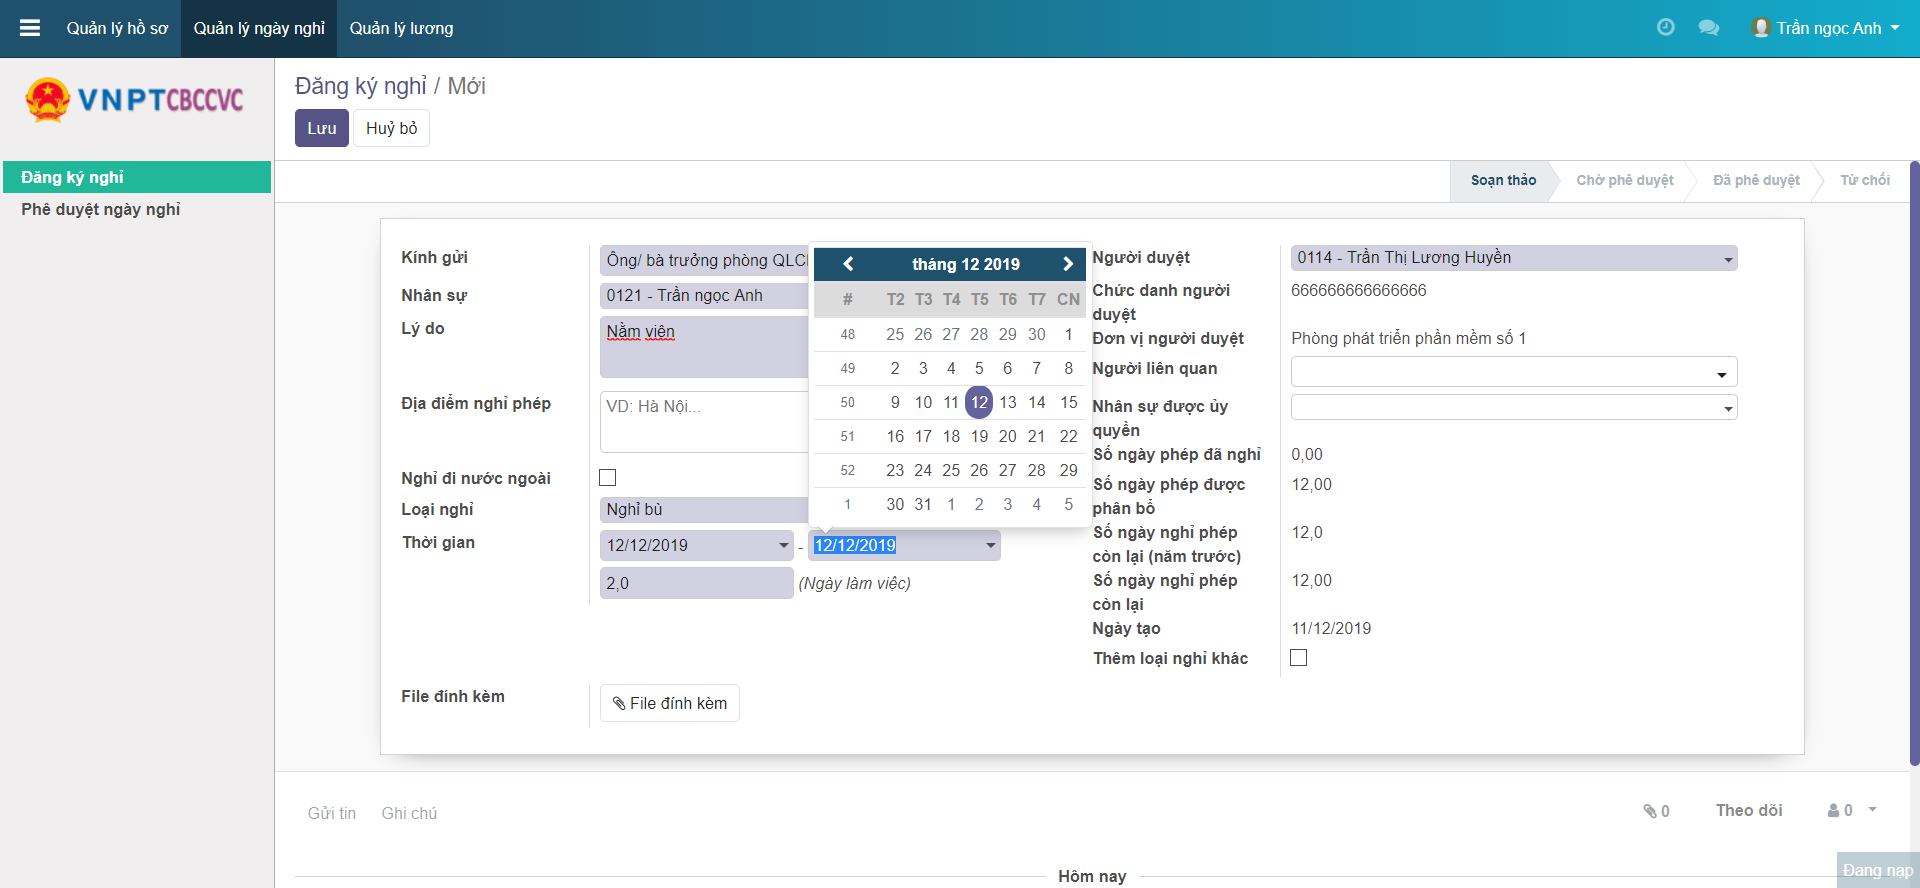 Quản lý hồ sơ
Quản lý ngày nghỉ
Quản lý lương
Trần ngọc Anh
VNPT CBCCVC
Đăng ký nghỉ
Phê duyệt ngày nghỉ
Đăng ký nghỉ / Mới
Lưu
Huỷ bỏ
Soạn thảo
Chờ phê duyệt
Đã phê duyệt
Từ chối
Kính gửi
Ông/ bà trưởng phòng QLC
Nhân sự
0121 - Trần ngọc Anh
Lý do
Nằm viện
Địa điểm nghỉ phép
VD: Hà Nội...
Nghỉ đi nước ngoài
Loại nghỉ
Nghỉ bù
Thời gian
12/12/2019 - 12/12/2019
2,0 (Ngày làm việc)
File đính kèm
File đính kèm
tháng 12 2019
# T2 T3 T4 T5 T6 T7 CN
48 25 26 27 28 29 30 1
49 2 3 4 5 6 7 8
50 9 10 11 12 13 14 15
51 16 17 18 19 20 21 22
52 23 24 25 26 27 28 29
1 30 31 1 2 3 4 5
Người duyệt
0114 - Trần Thị Lương Huyền
Chức danh người
duyệt
666666666666666
Đơn vị người duyệt
Phòng phát triển phần mềm số 1
Người liên quan
Nhân sự được ủy
quyền
Số ngày phép đã nghỉ
0,00
Số ngày phép được
phân bổ
12,00
Số ngày nghỉ phép
còn lại (năm trước)
12,0
Số ngày nghỉ phép
còn lại
12,00
Ngày tạo
11/12/2019
Thêm loại nghỉ khác
Gửi tin
Ghi chú
0
Theo dõi
0
Hôm nay
Đang nạp